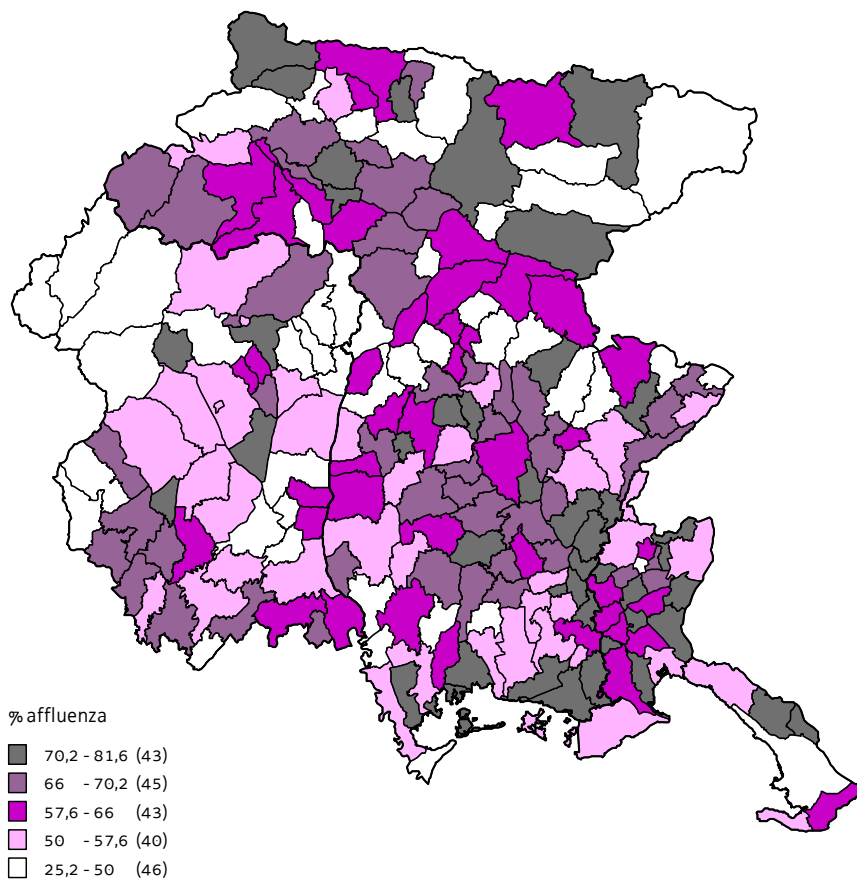 % affluenza
70,2 - 81,6 (43)
66 - 70,2 (45)
57,6 - 66 (43)
50 - 57,6 (40)
25,2 - 50 (46)